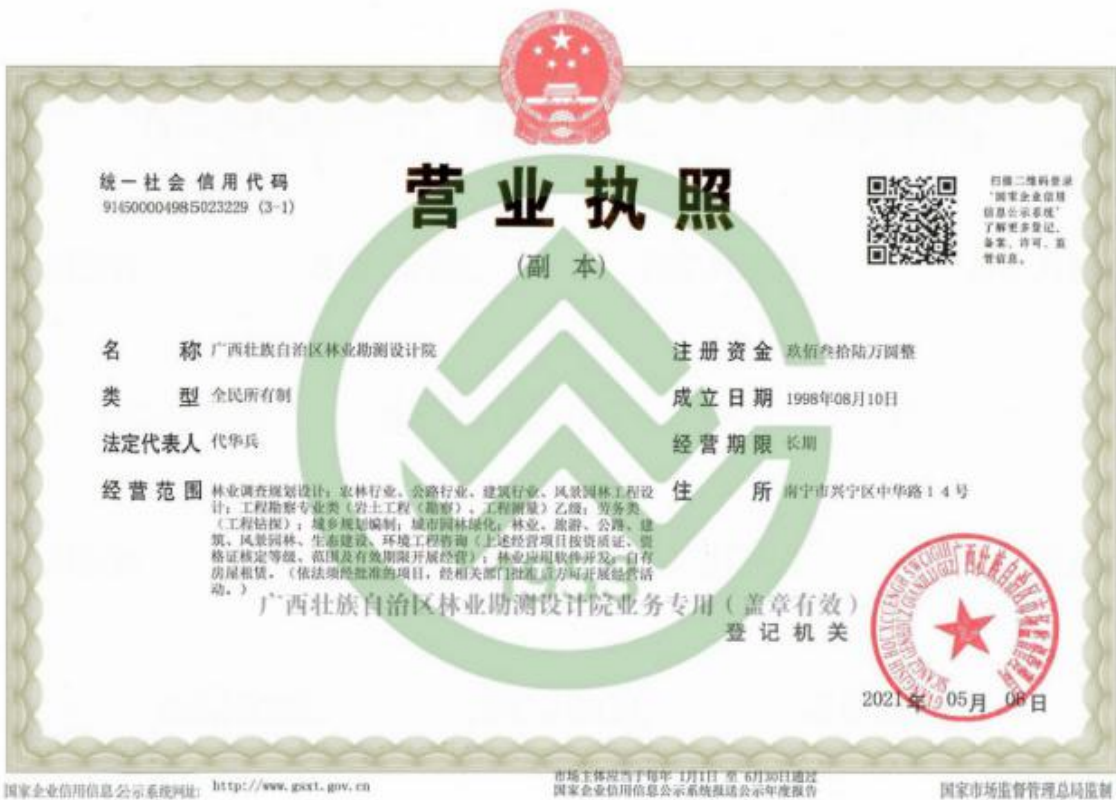 统一社会信用代码
914500004985023229 (3-1)
营业执照
(副 本)
扫描二维码登录
“国家企业信用
信息公示系统”
了解更多登记、
备案、许可、监
管信息。
名 称 广西壮族自治区林业勘测设计院
类 型 全民所有制
法定代表人 代华兵
经营范围 林业调查规划设计；农林行业、公路行业、建筑行业、风景园林工程设
计；工程勘察专业类（岩土工程（勘察）、工程测量）乙级；劳务类
（工程钻探）；城乡规划编制；城市园林绿化；林业、旅游、公路、建
筑、风景园林、生态建设、环境工程咨询（上述经营项目按资质证、资
格证核定等级、范围及有效期限开展经营）；林业应用软件开发；自有
房屋租赁。（依法须经批准的项目，经相关部门批准后方可开展经营活
动。）
注册资金 玖佰叁拾陆万圆整
成立日期 1998年08月10日
经营期限 长期
住 所 南宁市兴宁区中华路14号
广西壮族自治区林业勘测设计院业务专用（盖章有效）
登记机关
2021年 05月 06日
国家企业信用信息公示系统网址: http://www.gsxt.gov.cn
市场主体应当于每年 1月1日 至 6月30日通过
国家企业信用信息公示系统报送公示年度报告
国家市场监督管理总局监制